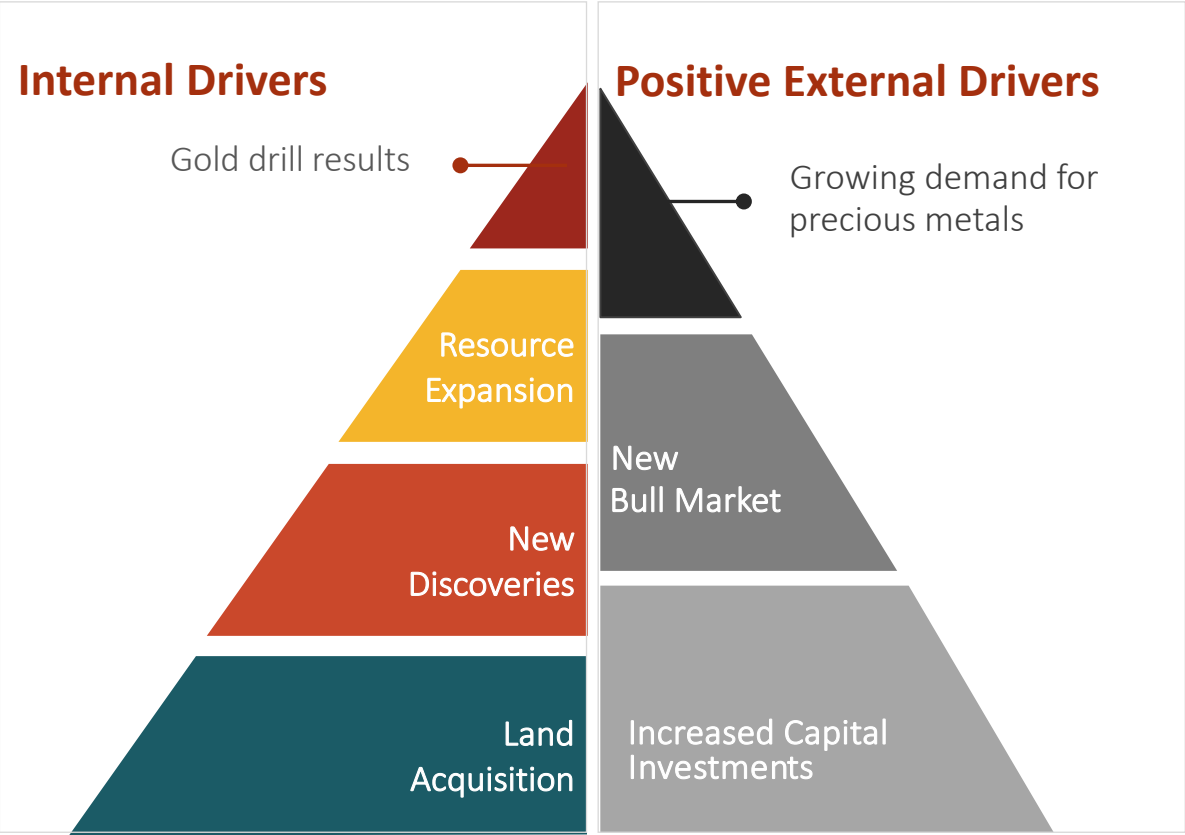 Internal Drivers
Gold drill results
Resource
Expansion
New
Discoveries
Land
Acquisition
Positive External Drivers
Growing demand for
precious metals
New
Bull Market
Increased Capital
Investments